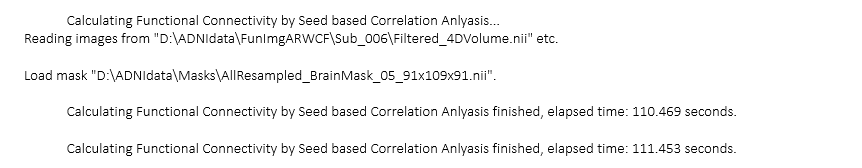 Calculating Functional Connectivity by Seed based Correlation Anlyasis...
Reading images from "D:\ADNIdata\FunImgARWCF\Sub_006\Filtered_4DVolume.nii" etc.
Load mask "D:\ADNIdata\Masks\AllResampled_BrainMask_05_91x109x91.nii".
Calculating Functional Connectivity by Seed based Correlation Anlyasis finished, elapsed time: 110.469 seconds.
Calculating Functional Connectivity by Seed based Correlation Anlyasis finished, elapsed time: 111.453 seconds.